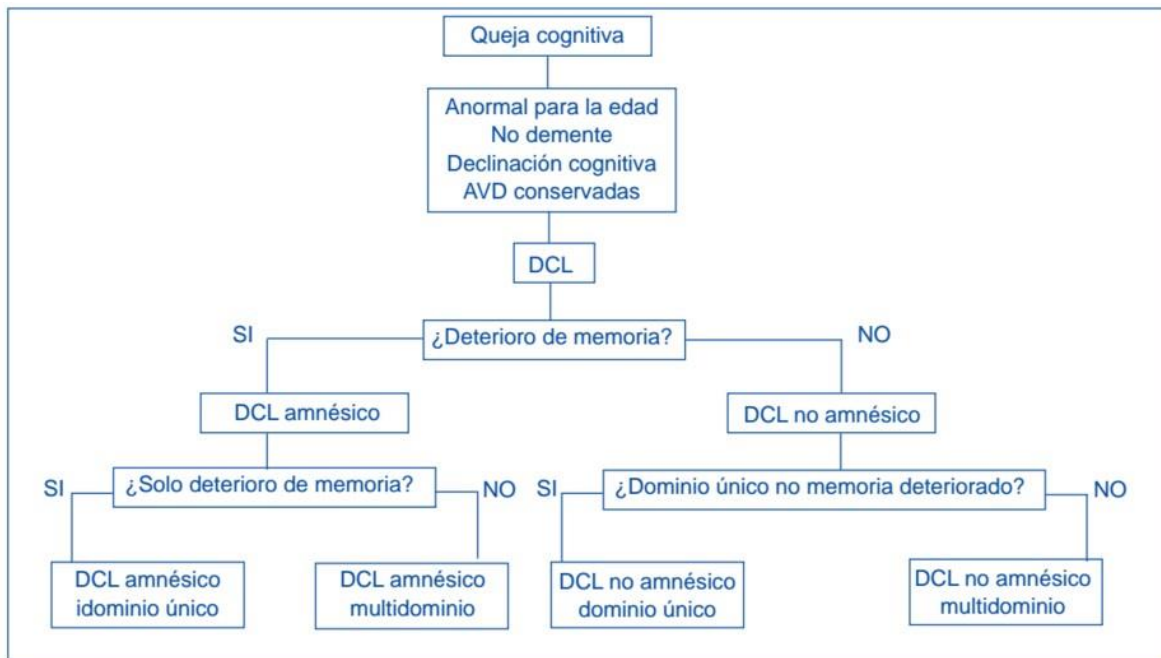 Queja cognitiva
Anormal para la edad
No demente
Declinación cognitiva
AVD conservadas
DCL
SI
¿Deterioro de memoria?
NO
DCL amnésico
DCL no amnésico
SI
¿Solo deterioro de memoria?
NO
SI
¿Dominio único no memoria deteriorado?
NO
DCL amnésico
idominio único
DCL amnésico
multidominio
DCL no amnésico
dominio único
DCL no amnésico
multidominio